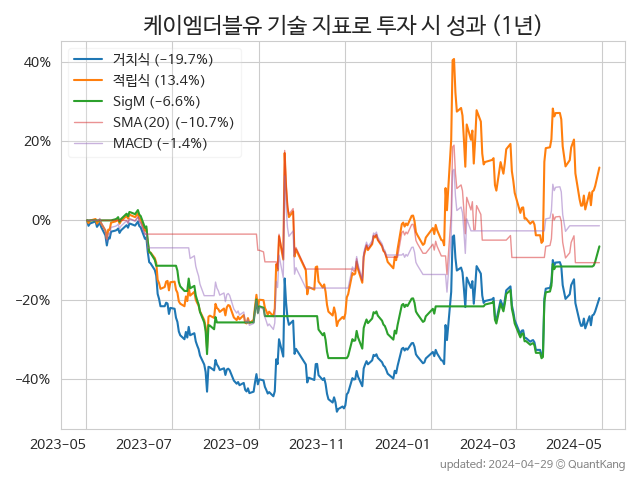 케이엠더블유 기술 지표로 투자 시 성과 (1년)
거치식 (−19.7%)
적립식 (13.4%)
SigM (−6.6%)
SMA(20) (−10.7%)
MACD (−1.4%)
40%
20%
0%
−20%
−40%
2023−05 2023−07 2023−09 2023−11 2024−01 2024−03 2024−05
updated: 2024−04−29 © QuantKang